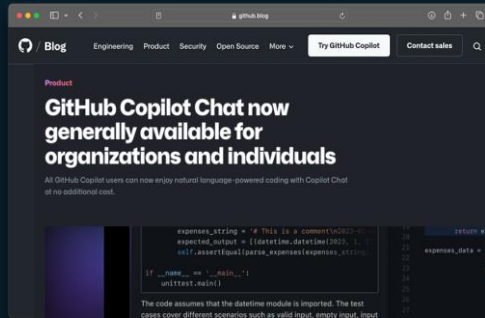 github.blog
/ Blog Engineering Product Security Open Source More Try GitHub Copilot Contact sales
Product
GitHub Copilot Chat now
generally available for
organizations and individuals
All GitHub Copilot users can now enjoy natural language-powered coding with Copilot Chat
at no additional cost.
expenses_string = '# This is a comment\n2023-
expected_output = [(datetime.datetime(2023, 1,
self.assertEqual(parse_expenses(expenses_string
return
expenses_data =
if __name__ == '__main__':
unittest.main()
The code assumes that the datetime module is imported. The test
cases cover different scenarios such as valid input, empty input, input